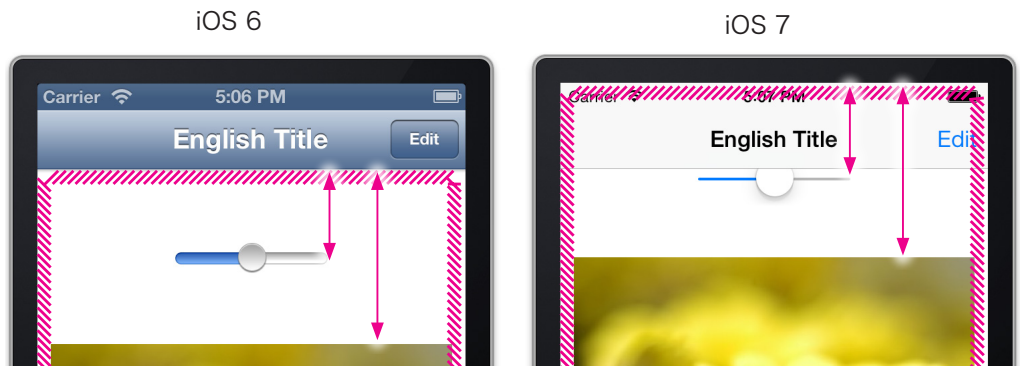 iOS 6
iOS 7
Carrier
5:06 PM
English Title
Edit
Carrier
5:07 PM
English Title
Edit